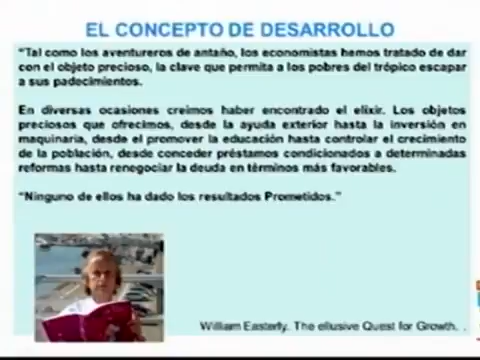 EL CONCEPTO DE DESARROLLO
“Tal como los aventureros de antaño, los economistas hemos tratado de dar
con el objeto precioso, la clave que permita a los pobres del trópico escapar
a sus padecimientos.
En diversas ocasiones creimos haber encontrado el elixir. Los objetos
preciosos que ofrecimos, desde la ayuda exterior hasta la inversión en
maquinaria, desde el promover la educación hasta controlar el crecimiento
de la población, desde conceder préstamos condicionados a determinadas
reformas hasta renegociar la deuda en términos más favorables.
“Ninguno de ellos ha dado los resultados Prometidos.”
William Easterly. The ellusive Quest for Growth. .